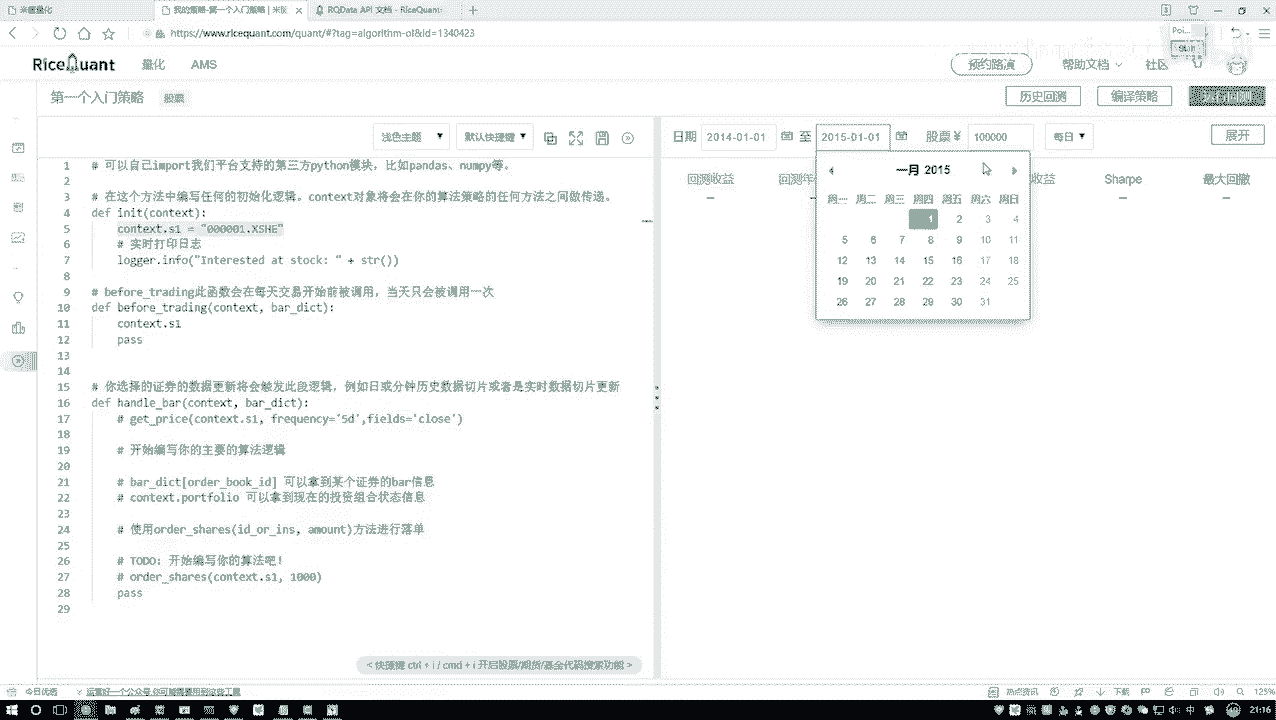 米筐量化
我的策略-第一个入门策略 | 米筐
RQData API 文档 - RiceQuant
https://www.ricequant.com/quant/#?tag=algorithm-ol&id=1340423
RiceQuant
量化
AMS
预约路演
帮助文档
社区
第一个入门策略
股票
历史回测
编译策略
浅色主题
默认快捷键
日期
2014-01-01
至
2015-01-01
股票¥
100000
每日
展开
回测收益
回测年
收益
Sharpe
最大回撤
一月 2015
周一 周二 周三 周四 周五 周六 周日
1 2 3 4
5 6 7 8 9 10 11
12 13 14 15 16 17 18
19 20 21 22 23 24 25
26 27 28 29 30 31
1 # 可以自己import我们平台支持的第三方python模块，比如pandas、numpy等。
2
3 # 在这个方法中编写任何的初始化逻辑。context对象将会在你的算法策略的任何方法之间做传递。
4 def init(context):
5 context.s1 = "000001.XSHE"
6 # 实时打印日志
7 logger.info("Interested at stock: " + str())
8
9 # before_trading此函数会在每天交易开始前被调用，当天只会被调用一次
10 def before_trading(context, bar_dict):
11 context.s1
12 pass
13
14
15 # 你选择的证券的数据更新将会触发此段逻辑，例如日或分钟历史数据切片或者是实时数据切片更新
16 def handle_bar(context, bar_dict):
17 # get_price(context.s1, frequency='5d',fields='close')
18
19 # 开始编写你的主要的算法逻辑
20
21 # bar_dict[order_book_id] 可以拿到某个证券的bar信息
22 # context.portfolio 可以拿到现在的投资组合状态信息
23
24 # 使用order_shares(id_or_ins, amount)方法进行落单
25
26 # TODO: 开始编写你的算法吧！
27 # order_shares(context.s1, 1000)
28 pass
29
< 快捷键 ctrl + i / cmd + i 开启股票/期货/基金代码搜索功能 >
今日优选
热点资讯
下载
125%
中
21:16